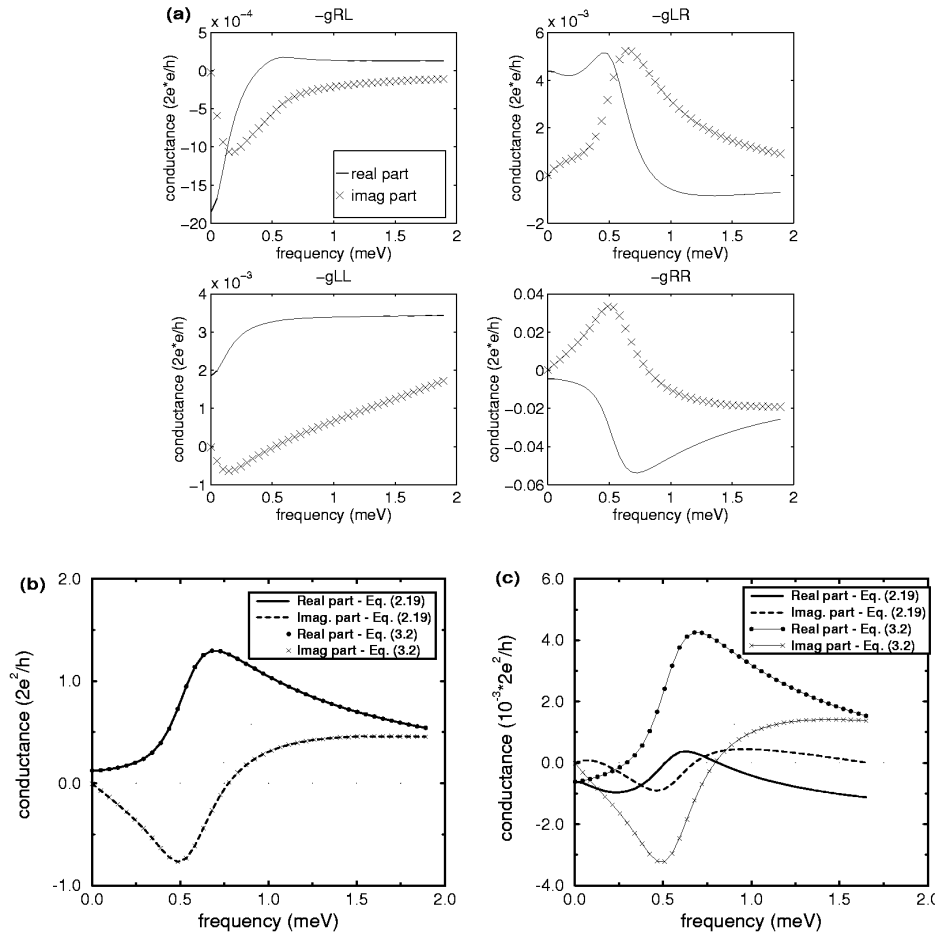 (a)
x 10⁻⁴
−gRL
conductance (2e*e/h)
5
0
−5
−10
−15
−20
0
0.5
1
1.5
2
frequency (meV)
real part
imag part
x 10⁻³
−gLR
conductance (2e*e/h)
6
4
2
0
−2
0
0.5
1
1.5
2
frequency (meV)
x 10⁻³
−gLL
conductance (2e*e/h)
4
3
2
1
0
−1
0
0.5
1
1.5
2
frequency (meV)
−gRR
conductance (2e*e/h)
0.04
0.02
0
−0.02
−0.04
−0.06
0
0.5
1
1.5
2
frequency (meV)
(b)
conductance (2e²/h)
2.0
1.0
0.0
-1.0
0.0
0.5
1.0
1.5
2.0
frequency (meV)
Real part - Eq. (2.19)
Imag. part - Eq. (2.19)
Real part - Eq. (3.2)
Imag part - Eq. (3.2)
(c)
conductance (10⁻³*2e²/h)
6.0
4.0
2.0
0.0
-2.0
-4.0
0.0
0.5
1.0
1.5
2.0
frequency (meV)
Real part - Eq. (2.19)
Imag. part - Eq. (2.19)
Real part - Eq. (3.2)
Imag part - Eq. (3.2)